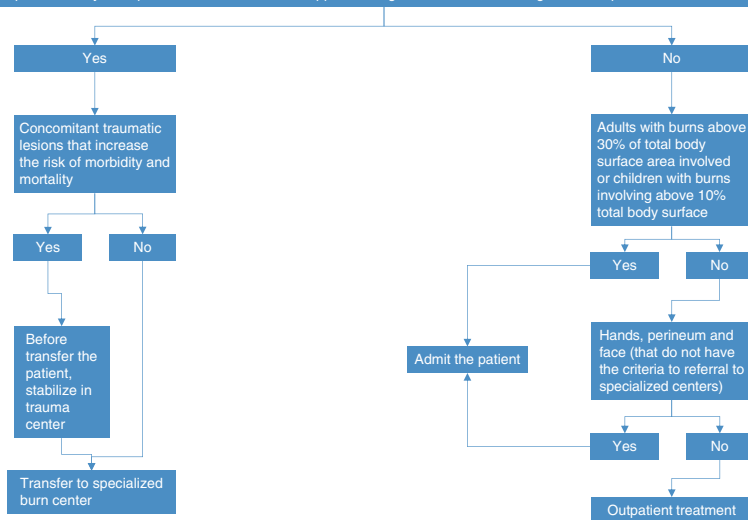 Yes
No
Concomitant traumatic
lesions that increase
the risk of morbidity and
mortality
Adults with burns above
30% of total body
surface area involved
or children with burns
involving above 10%
total body surface
Yes
No
Yes
No
Before
transfer the
patient,
stabilize in
trauma
center
Admit the patient
Hands, perineum and
face (that do not have
the criteria to referral to
specialized centers)
Yes
No
Transfer to specialized
burn center
Outpatient treatment